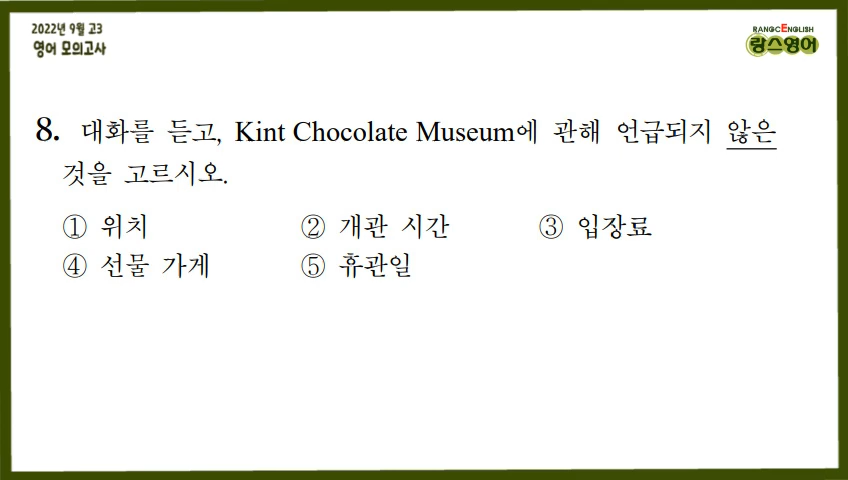 2022년 9월 고3
영어 모의고사
RANGCENGLISH
랑스영어
8. 대화를 듣고, Kint Chocolate Museum에 관해 언급되지 않은
것을 고르시오.
① 위치 ② 개관 시간 ③ 입장료
④ 선물 가게 ⑤ 휴관일